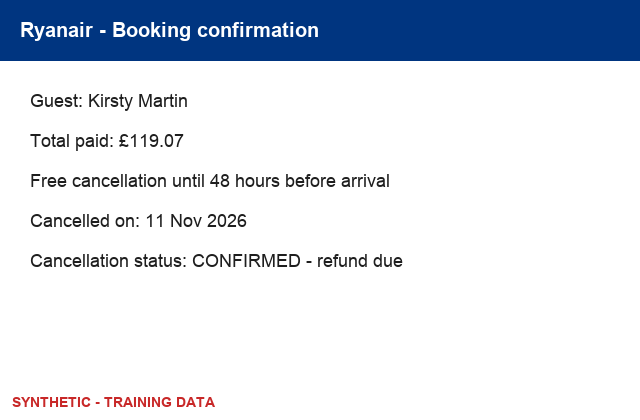 Ryanair - Booking confirmation
Guest: Kirsty Martin
Total paid: £119.07
Free cancellation until 48 hours before arrival
Cancelled on: 11 Nov 2026
Cancellation status: CONFIRMED - refund due
SYNTHETIC - TRAINING DATA